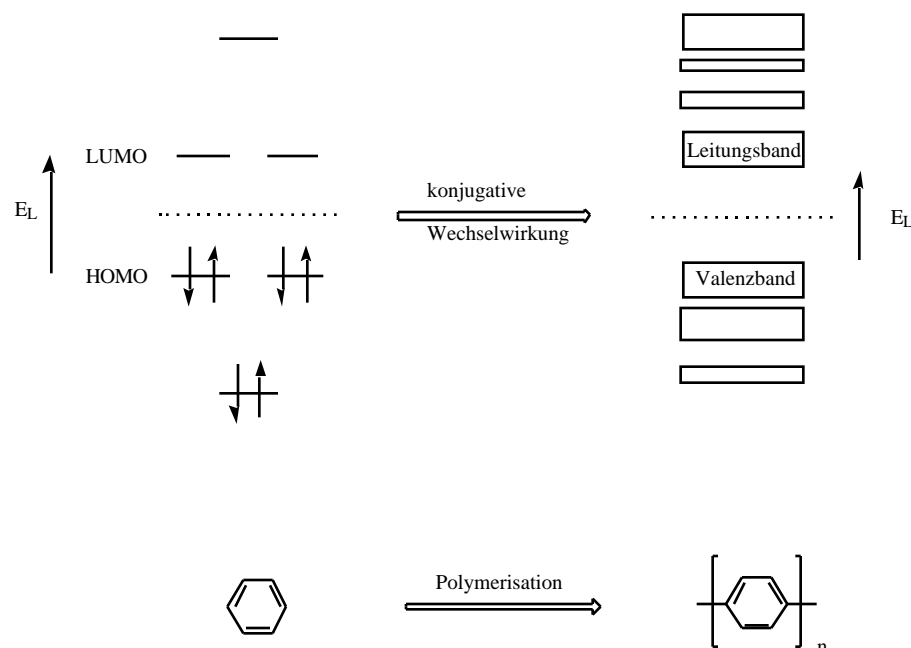 LUMO
Leitungsband
E_L
konjugative
Wechselwirkung
E_L
HOMO
Valenzband
Polymerisation
n